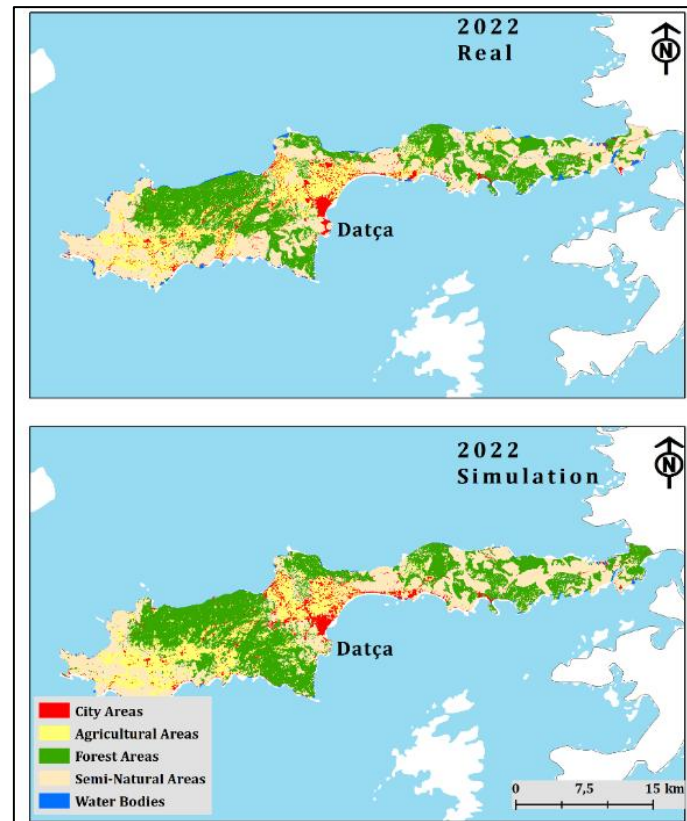 2022
Real
N
Datça
2022
Simulation
N
Datça
City Areas
Agricultural Areas
Forest Areas
Semi-Natural Areas
Water Bodies
0 7,5 15 km